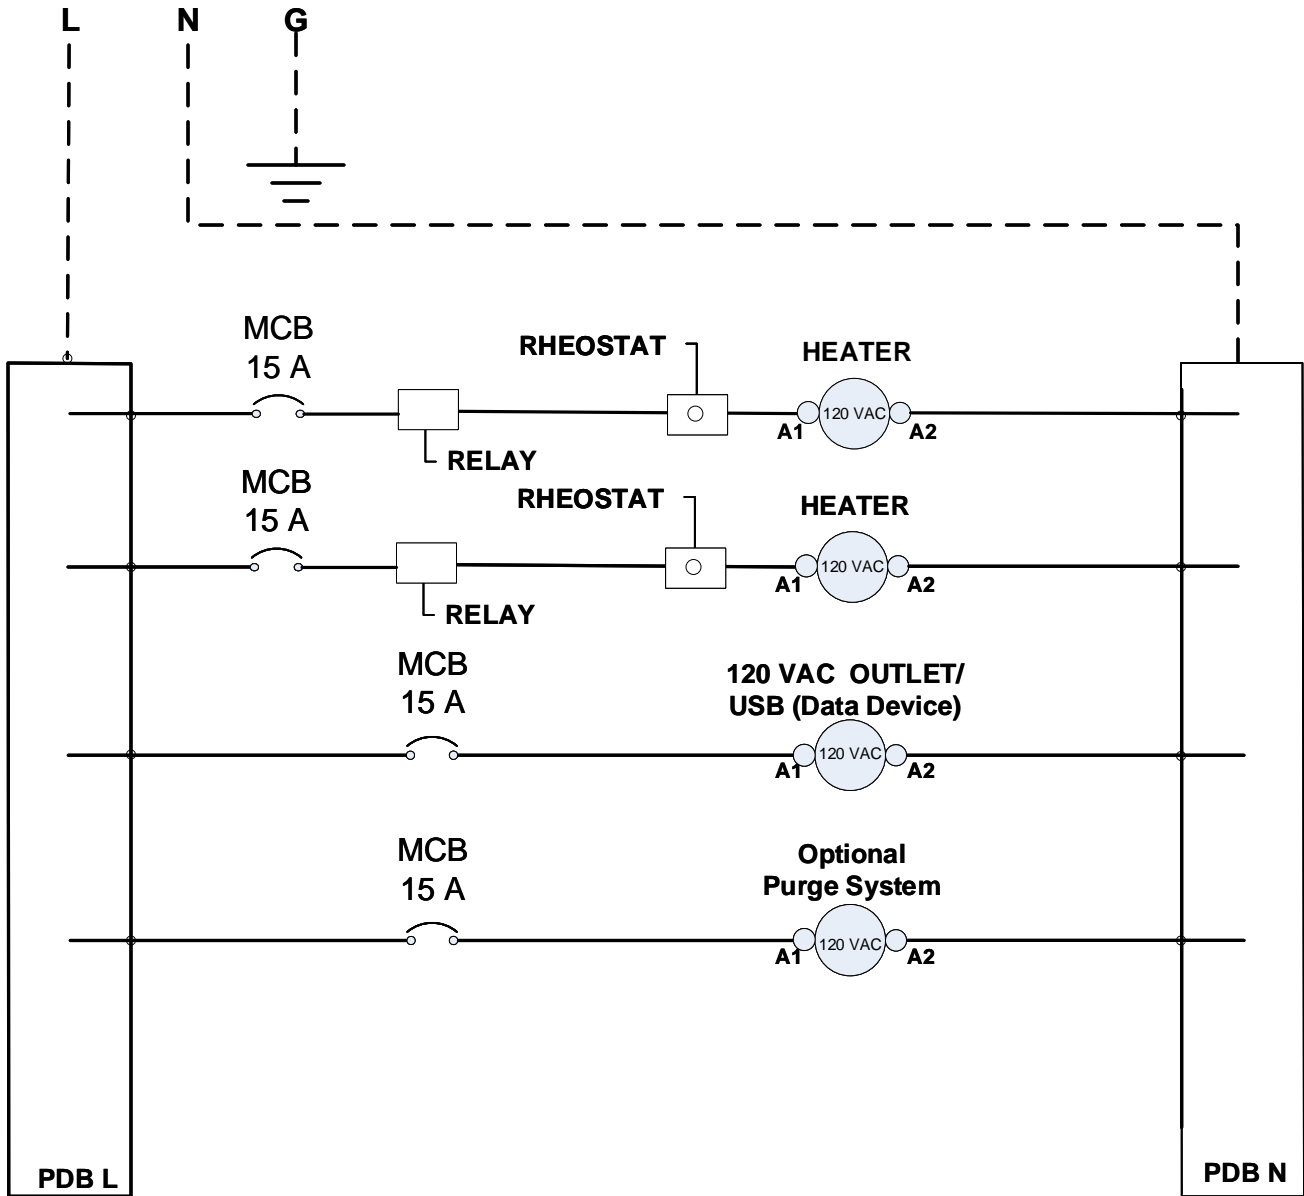 L N G
MCB
15 A
RHEOSTAT
HEATER
120 VAC
A1 A2
RELAY
MCB
15 A
RHEOSTAT
HEATER
120 VAC
A1 A2
RELAY
MCB
15 A
120 VAC OUTLET/
USB (Data Device)
120 VAC
A1 A2
MCB
15 A
Optional
Purge System
120 VAC
A1 A2
PDB L
PDB N